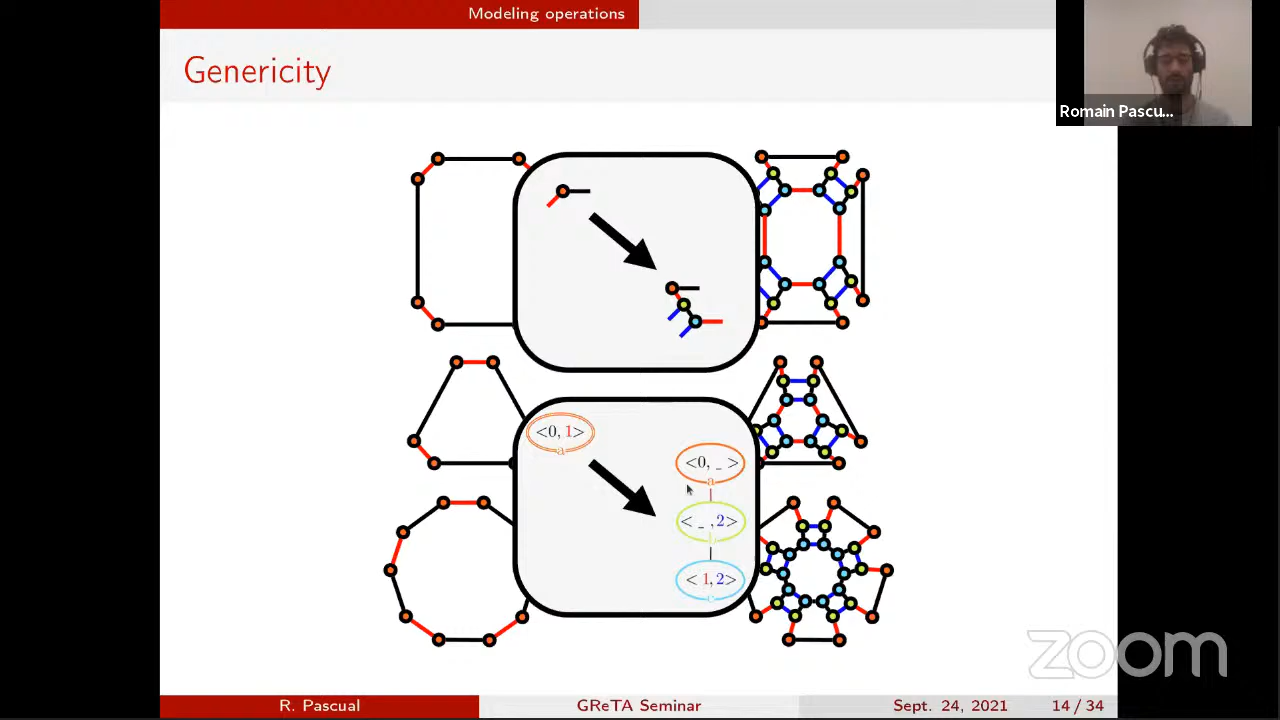 Modeling operations
Genericity
Romain Pascu...
<0, 1>
a
<0, _ >
a
< _ , 2>
< 1, 2>
c
zoom
R. Pascual
GReTA Seminar
Sept. 24, 2021
14 / 34